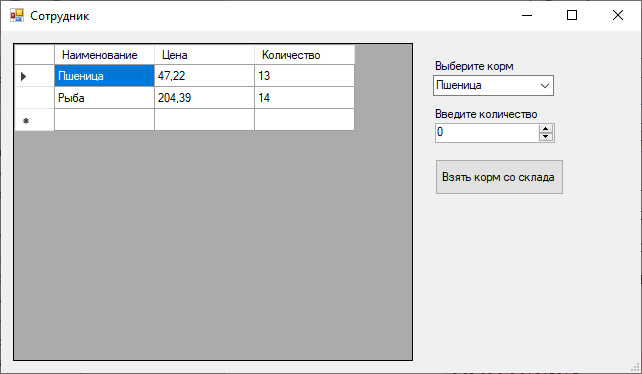 Сотрудник
Наименование Цена Количество
Пшеница 47,22 13
Рыба 204,39 14
Выберите корм
Пшеница
Введите количество
0
Взять корм со склада